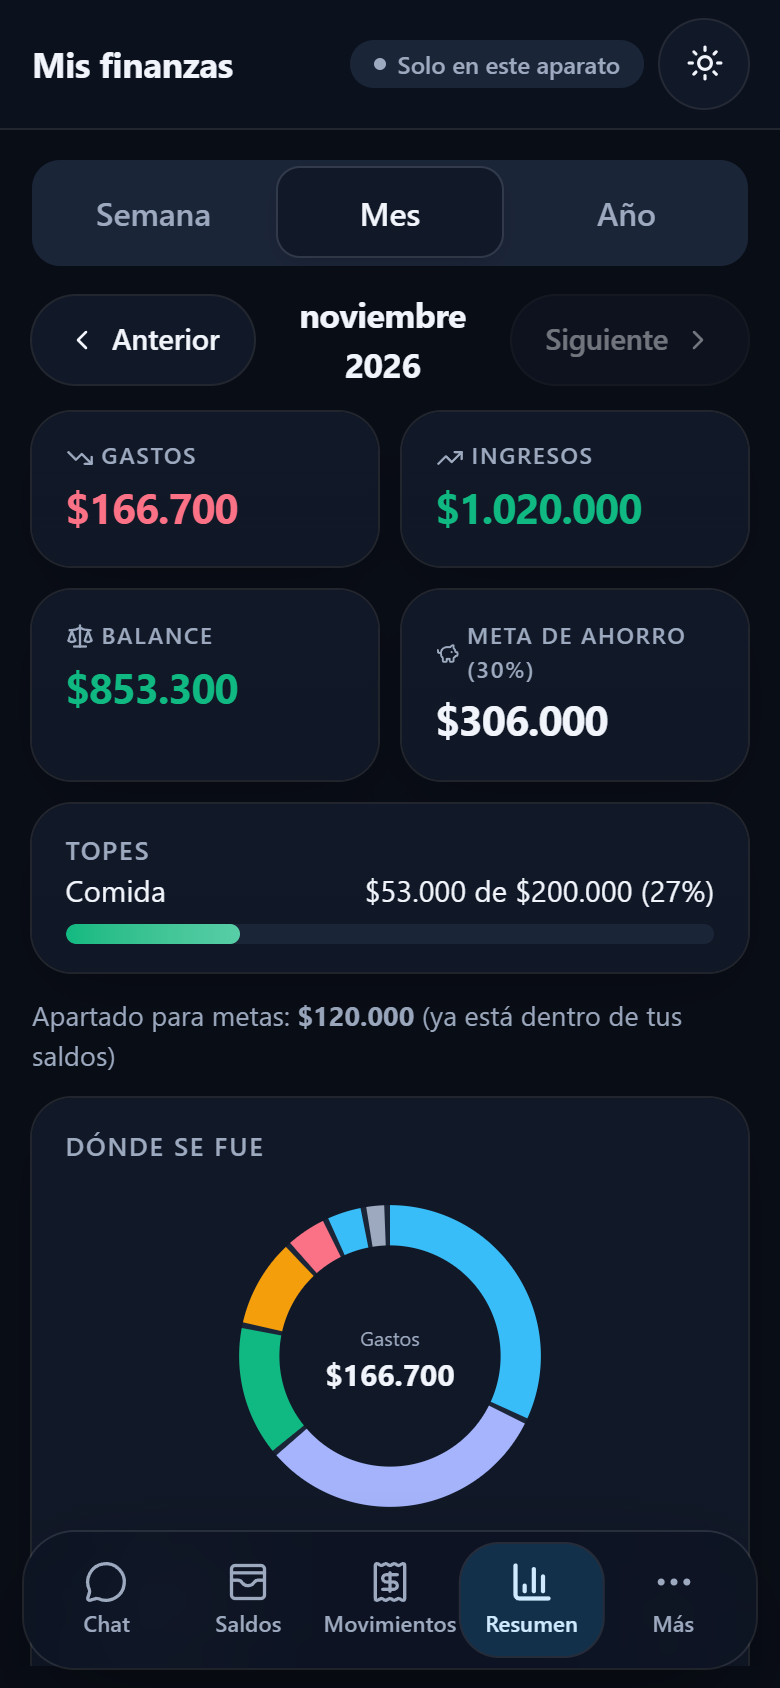 Mis finanzas
Solo en este aparato
Semana
Mes
Año
Anterior
noviembre
2026
Siguiente
GASTOS
$166.700
INGRESOS
$1.020.000
BALANCE
$853.300
META DE AHORRO
(30%)
$306.000
TOPES
Comida
$53.000 de $200.000 (27%)
Apartado para metas: $120.000 (ya está dentro de tus
saldos)
DÓNDE SE FUE
Gastos
$166.700
Chat
Saldos
Movimientos
Resumen
Más